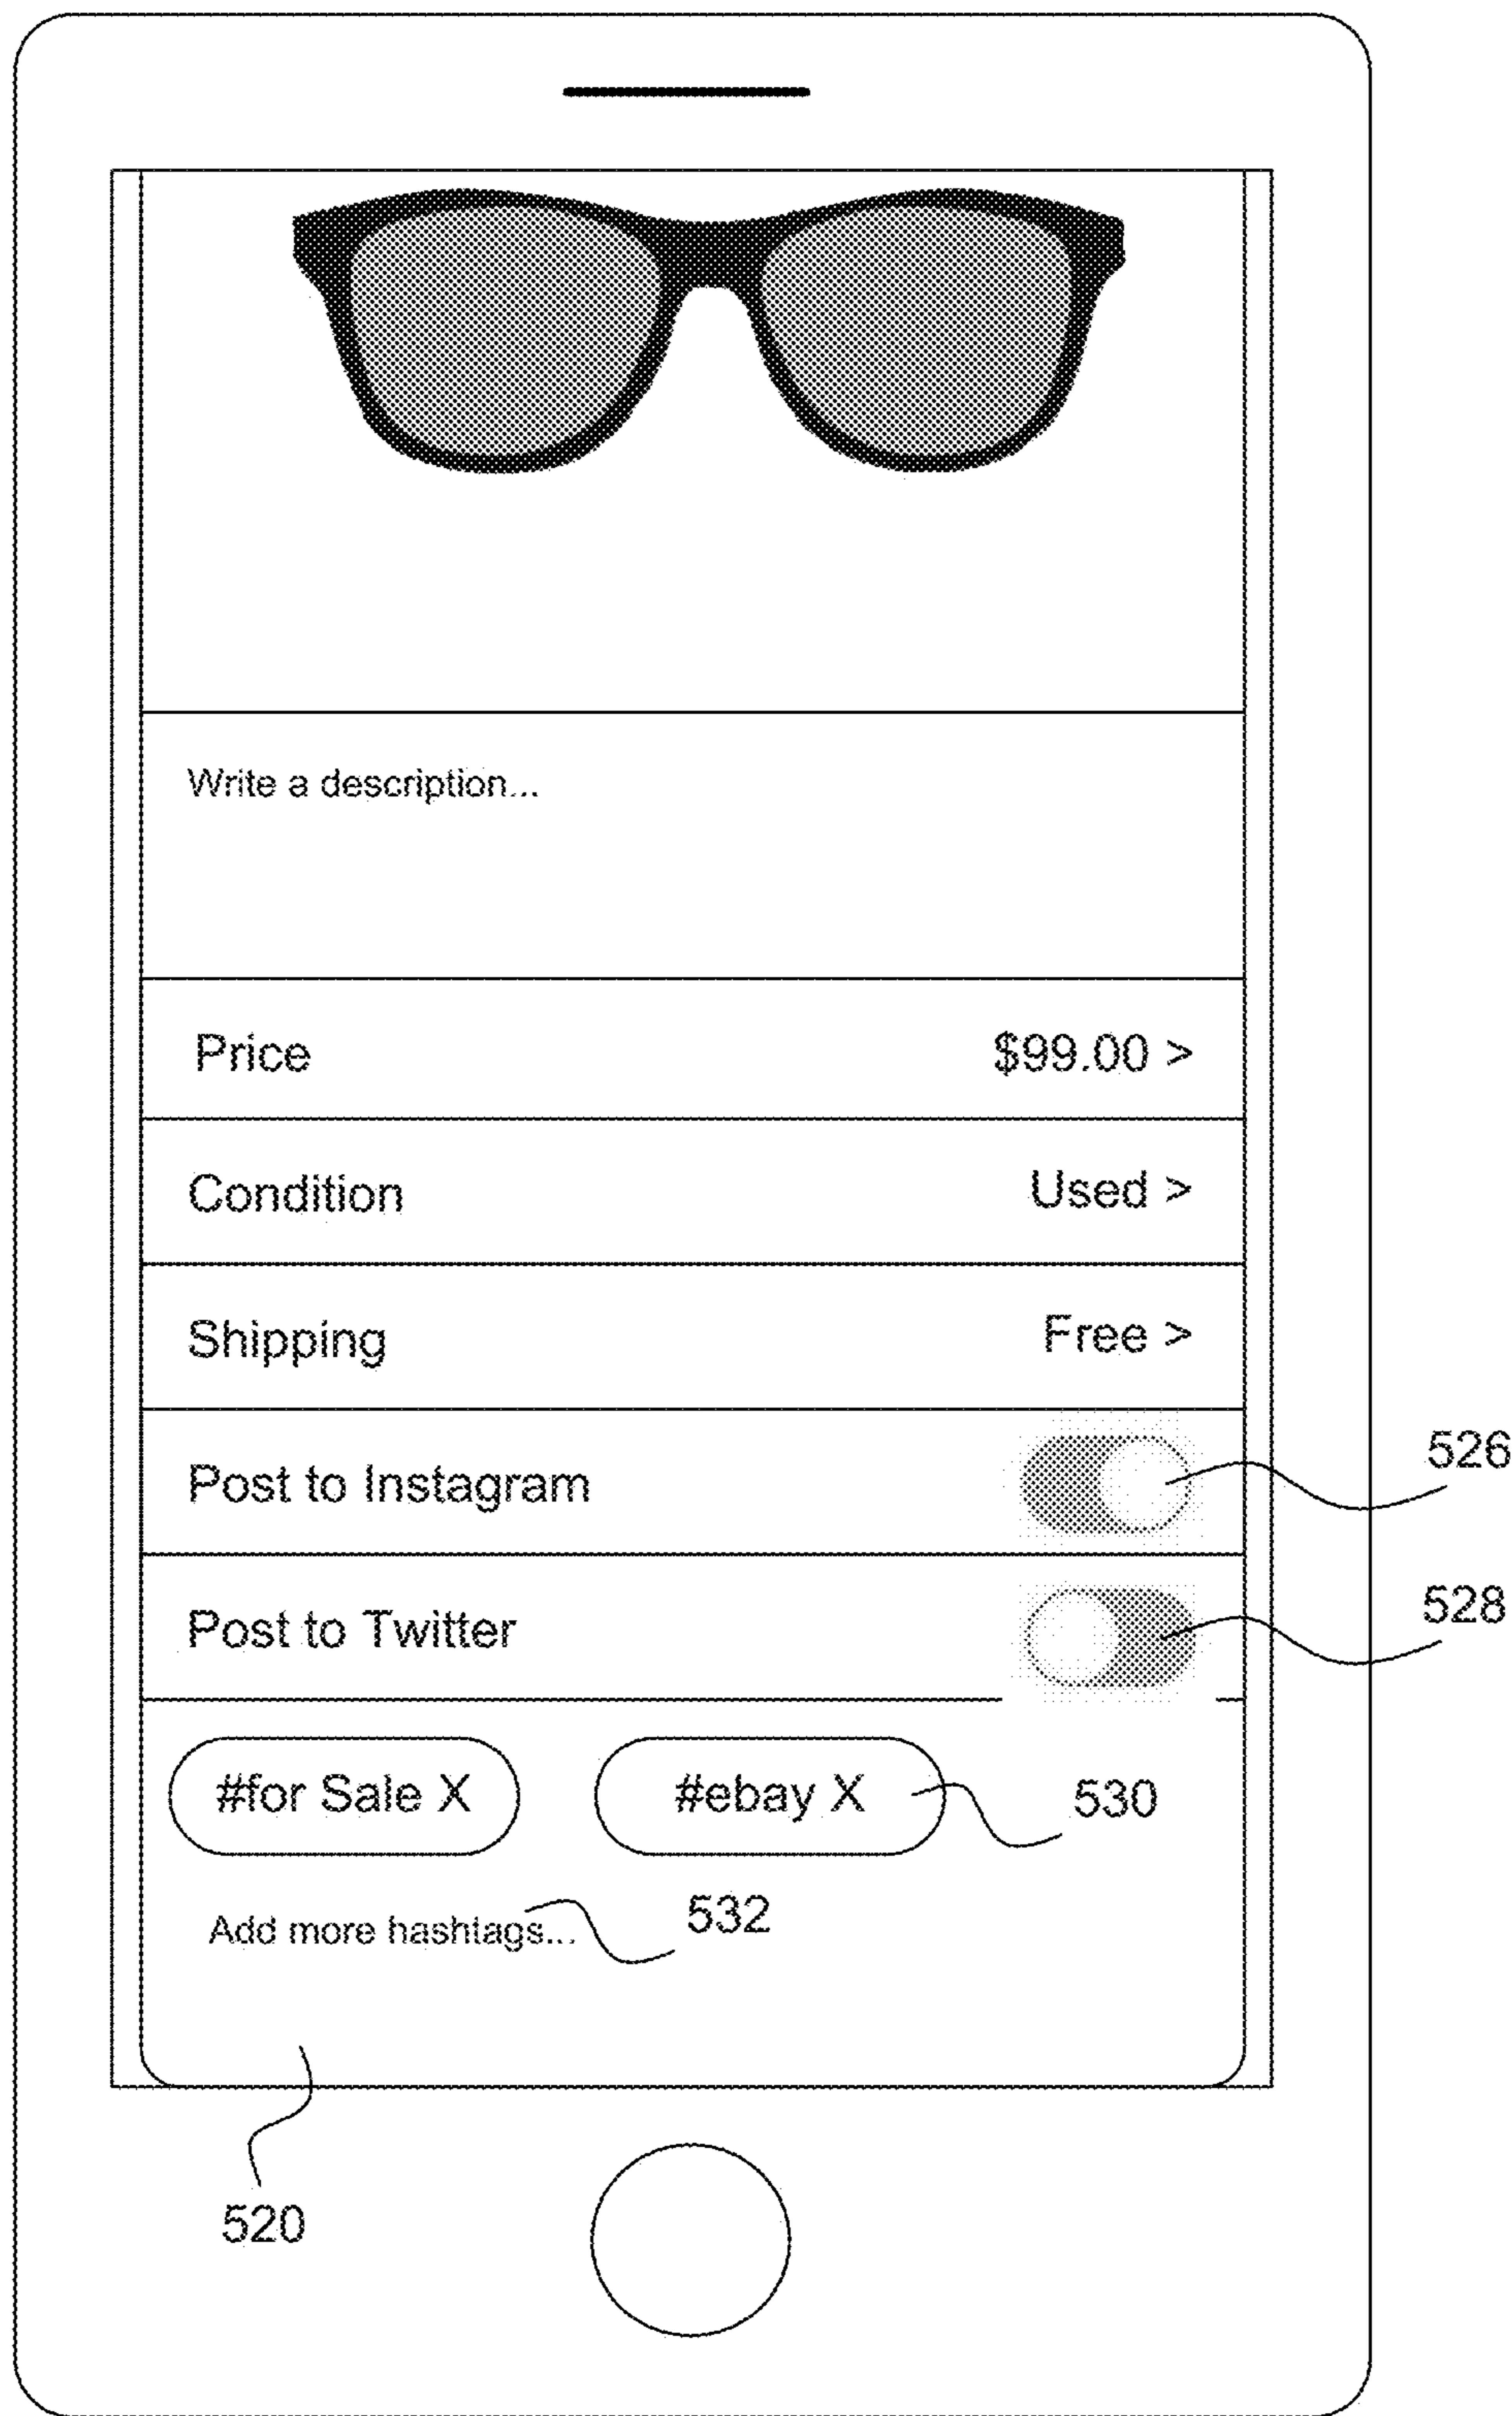 Write a description...
Price $99.00 >
Condition Used >
Shipping Free >
Post to Instagram
526
Post to Twitter
528
#for Sale X #ebay X
530
Add more hashtags...
532
520